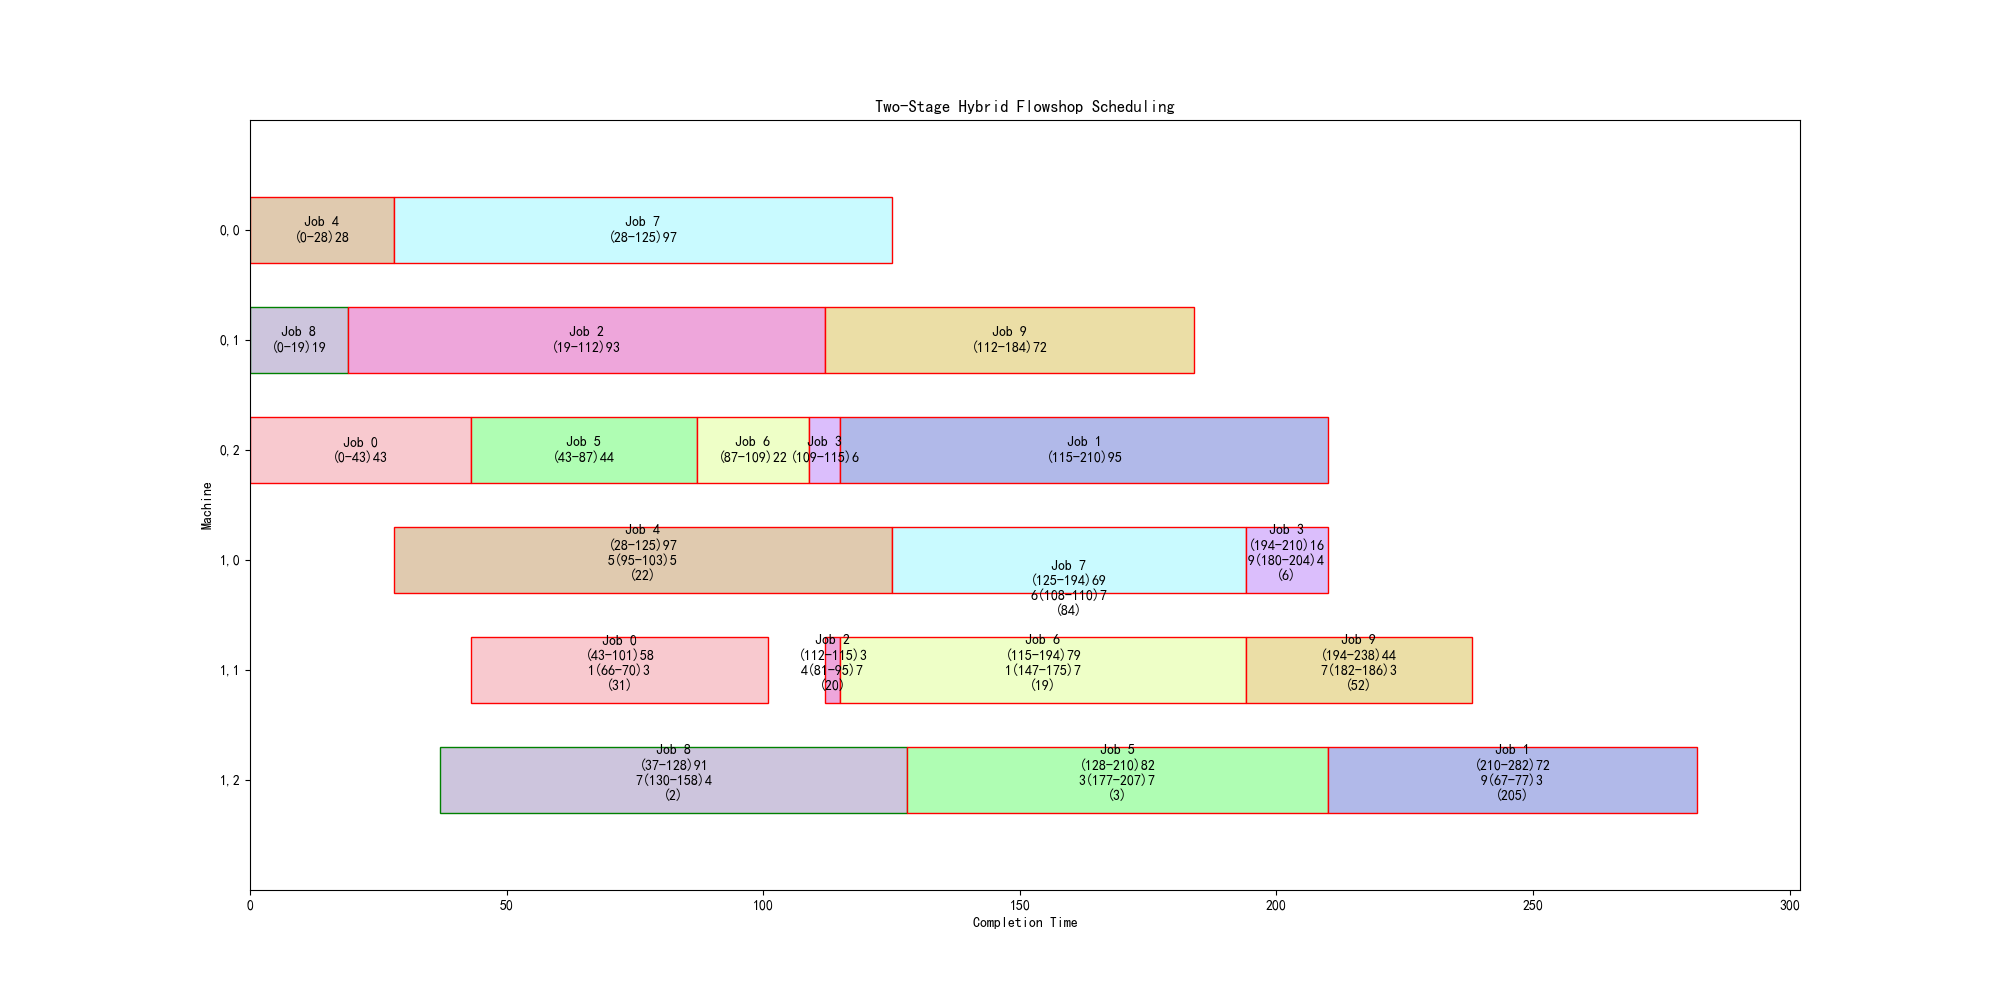 Two-Stage Hybrid Flowshop Scheduling
0,0
Job 4
(0-28)28
Job 7
(28-125)97
0,1
Job 8
(0-19)19
Job 2
(19-112)93
Job 9
(112-184)72
0,2
Job 0
(0-43)43
Job 5
(43-87)44
Job 6
(87-109)22
Job 3
(109-115)6
Job 1
(115-210)95
Machine
1,0
Job 4
(28-125)97
5(95-103)5
(22)
Job 7
(125-194)69
6(108-110)7
(84)
Job 3
(194-210)16
9(180-204)4
(6)
1,1
Job 0
(43-101)58
1(66-70)3
(31)
Job 2
(112-115)3
4(81-95)7
(20)
Job 6
(115-194)79
1(147-175)7
(19)
Job 9
(194-238)44
7(182-186)3
(52)
1,2
Job 8
(37-128)91
7(130-158)4
(2)
Job 5
(128-210)82
3(177-207)7
(3)
Job 1
(210-282)72
9(67-77)3
(205)
0 50 100 150 200 250 300
Completion Time